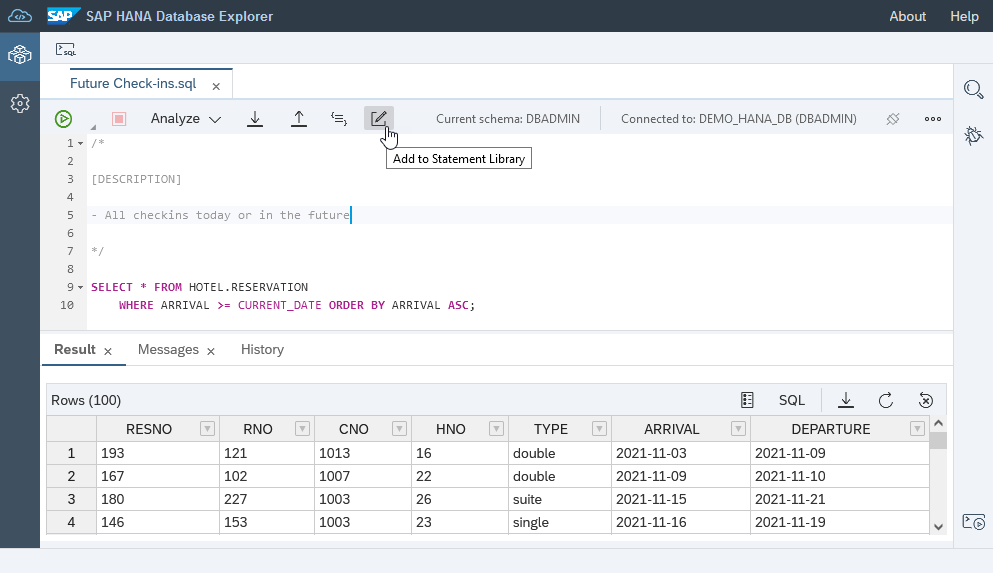 SAP SAP HANA Database Explorer About Help
SQL
Future Check-ins.sql ×
Analyze Current schema: DBADMIN Connected to: DEMO_HANA_DB (DBADMIN)
Add to Statement Library
1 /*
2
3 [DESCRIPTION]
4
5 - All checkins today or in the future
6
7 */
8
9 SELECT * FROM HOTEL.RESERVATION
10 WHERE ARRIVAL >= CURRENT_DATE ORDER BY ARRIVAL ASC;
Result × Messages × History
Rows (100) SQL
RESNO RNO CNO HNO TYPE ARRIVAL DEPARTURE
1 193 121 1013 16 double 2021-11-03 2021-11-09
2 167 102 1007 22 double 2021-11-09 2021-11-10
3 180 227 1003 26 suite 2021-11-15 2021-11-21
4 146 153 1003 23 single 2021-11-16 2021-11-19